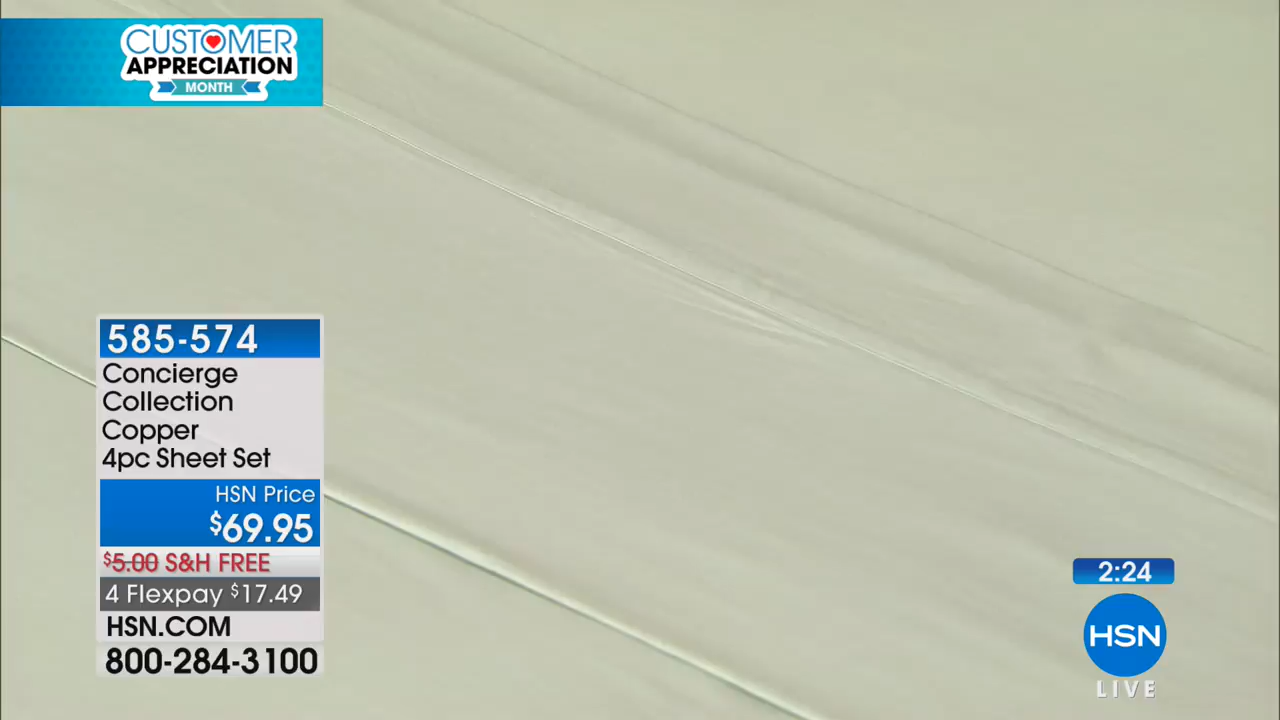 CUSTOMER
APPRECIATION
MONTH
585-574
Concierge
Collection
Copper
4pc Sheet Set
HSN Price
$69.95
$5.00 S&H FREE
4 Flexpay $17.49
HSN.COM
800-284-3100
2:24
HSN
LIVE